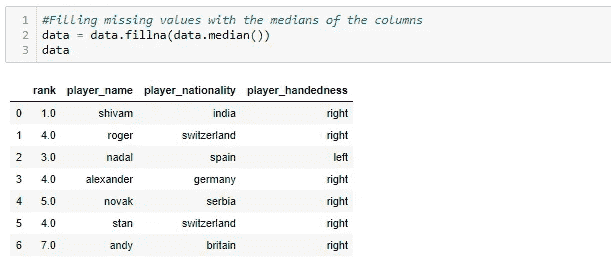 1 #Filling missing values with the medians of the columns
2 data = data.fillna(data.median())
3 data
rank player_name player_nationality player_handedness
0 1.0 shivam india right
1 4.0 roger switzerland right
2 3.0 nadal spain left
3 4.0 alexander germany right
4 5.0 novak serbia right
5 4.0 stan switzerland right
6 7.0 andy britain right